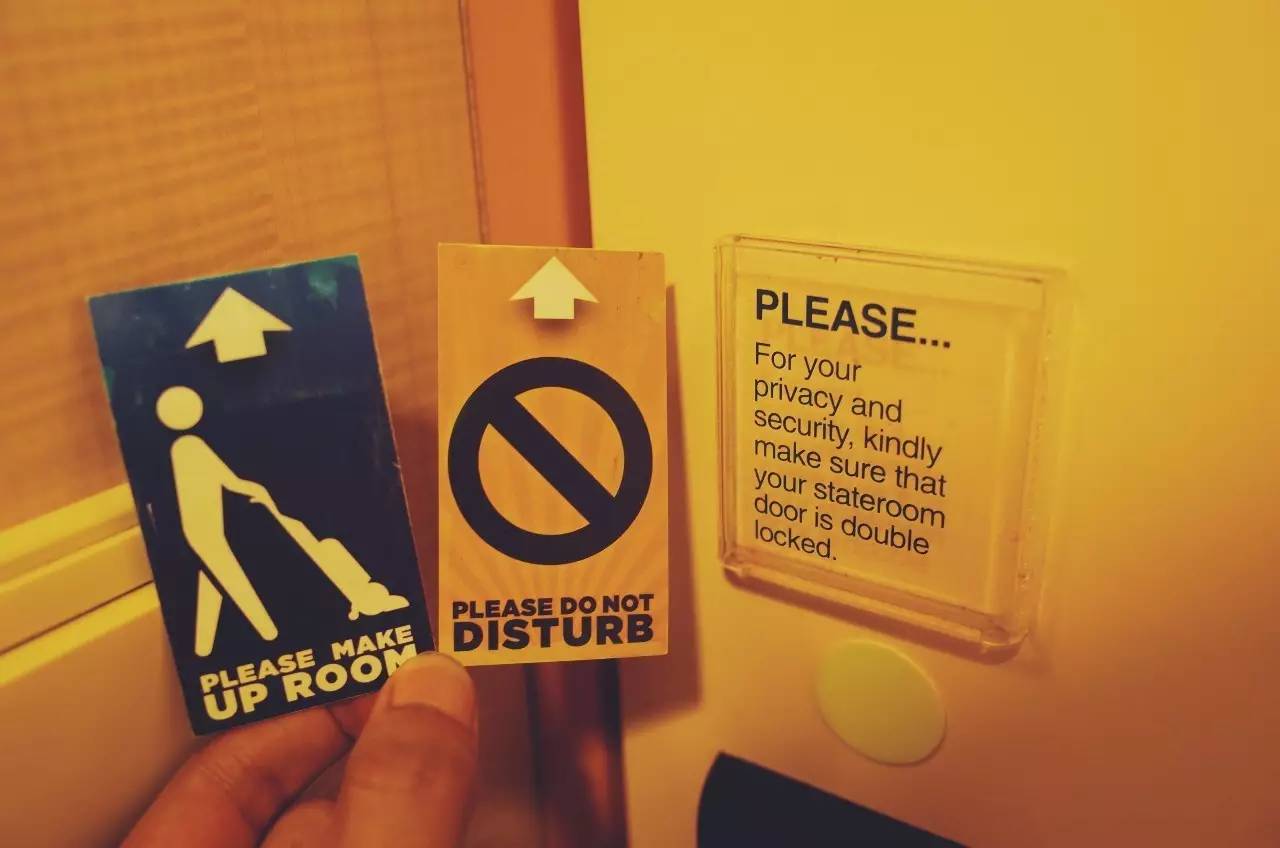 PLEASE MAKE
UP ROOM
PLEASE DO NOT
DISTURB
PLEASE...
For your
privacy and
security, kindly
make sure that
your stateroom
door is double
locked.